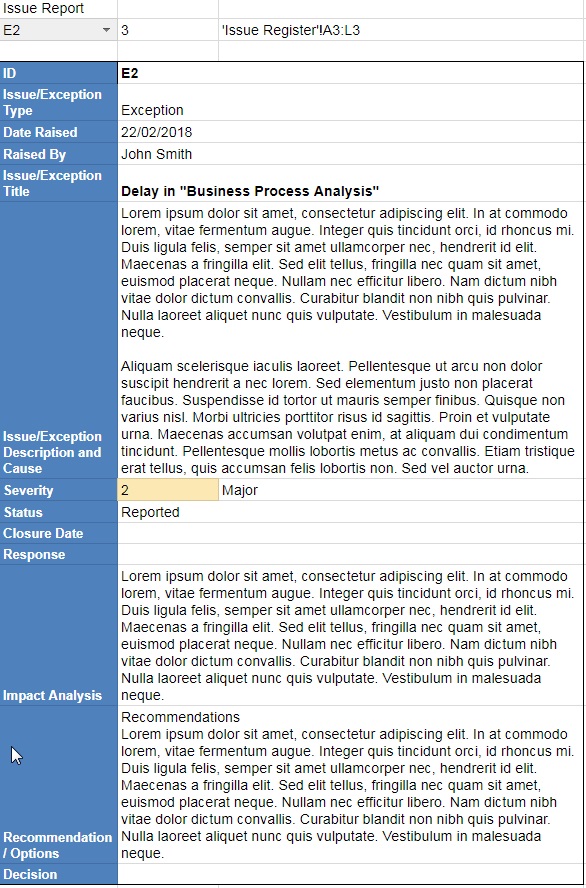 Issue Report
E2 3 'Issue Register'!A3:L3
ID E2
Issue/Exception
Type Exception
Date Raised 22/02/2018
Raised By John Smith
Issue/Exception
Title Delay in "Business Process Analysis"
Lorem ipsum dolor sit amet, consectetur adipiscing elit. In at commodo
lorem, vitae fermentum augue. Integer quis tincidunt orci, id rhoncus mi.
Duis ligula felis, semper sit amet ullamcorper nec, hendrerit id elit.
Maecenas a fringilla elit. Sed elit tellus, fringilla nec quam sit amet,
euismod placerat neque. Nullam nec efficitur libero. Nam dictum nibh
vitae dolor dictum convallis. Curabitur blandit non nibh quis pulvinar.
Nulla laoreet aliquet nunc quis vulputate. Vestibulum in malesuada
neque.
Aliquam scelerisque iaculis laoreet. Pellentesque ut arcu non dolor
suscipit hendrerit a nec lorem. Sed elementum justo non placerat
faucibus. Suspendisse id tortor ut mauris semper finibus. Quisque non
varius nisl. Morbi ultricies porttitor risus id sagittis. Proin et vulputate
urna. Maecenas accumsan volutpat enim, at aliquam dui condimentum
tincidunt. Pellentesque mollis lobortis metus ac convallis. Etiam tristique
erat tellus, quis accumsan felis lobortis non. Sed vel auctor urna.
Issue/Exception
Description and
Cause
Severity 2 Major
Status Reported
Closure Date
Response
Lorem ipsum dolor sit amet, consectetur adipiscing elit. In at commodo
lorem, vitae fermentum augue. Integer quis tincidunt orci, id rhoncus mi.
Duis ligula felis, semper sit amet ullamcorper nec, hendrerit id elit.
Maecenas a fringilla elit. Sed elit tellus, fringilla nec quam sit amet,
euismod placerat neque. Nullam nec efficitur libero. Nam dictum nibh
vitae dolor dictum convallis. Curabitur blandit non nibh quis pulvinar.
Nulla laoreet aliquet nunc quis vulputate. Vestibulum in malesuada
neque.
Impact Analysis
Recommendations
Lorem ipsum dolor sit amet, consectetur adipiscing elit. In at commodo
lorem, vitae fermentum augue. Integer quis tincidunt orci, id rhoncus mi.
Duis ligula felis, semper sit amet ullamcorper nec, hendrerit id elit.
Maecenas a fringilla elit. Sed elit tellus, fringilla nec quam sit amet,
euismod placerat neque. Nullam nec efficitur libero. Nam dictum nibh
vitae dolor dictum convallis. Curabitur blandit non nibh quis pulvinar.
Nulla laoreet aliquet nunc quis vulputate. Vestibulum in malesuada
neque.
Recommendation
/ Options
Decision